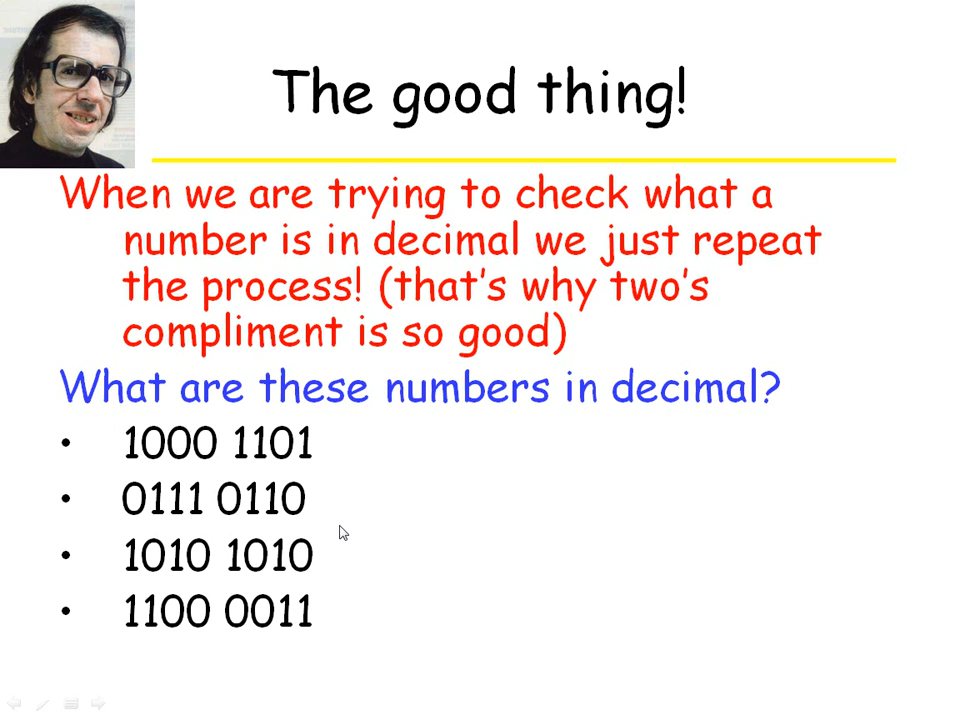 The good thing!
When we are trying to check what a
number is in decimal we just repeat
the process! (that's why two's
compliment is so good)
What are these numbers in decimal?
• 1000 1101
• 0111 0110
• 1010 1010
• 1100 0011